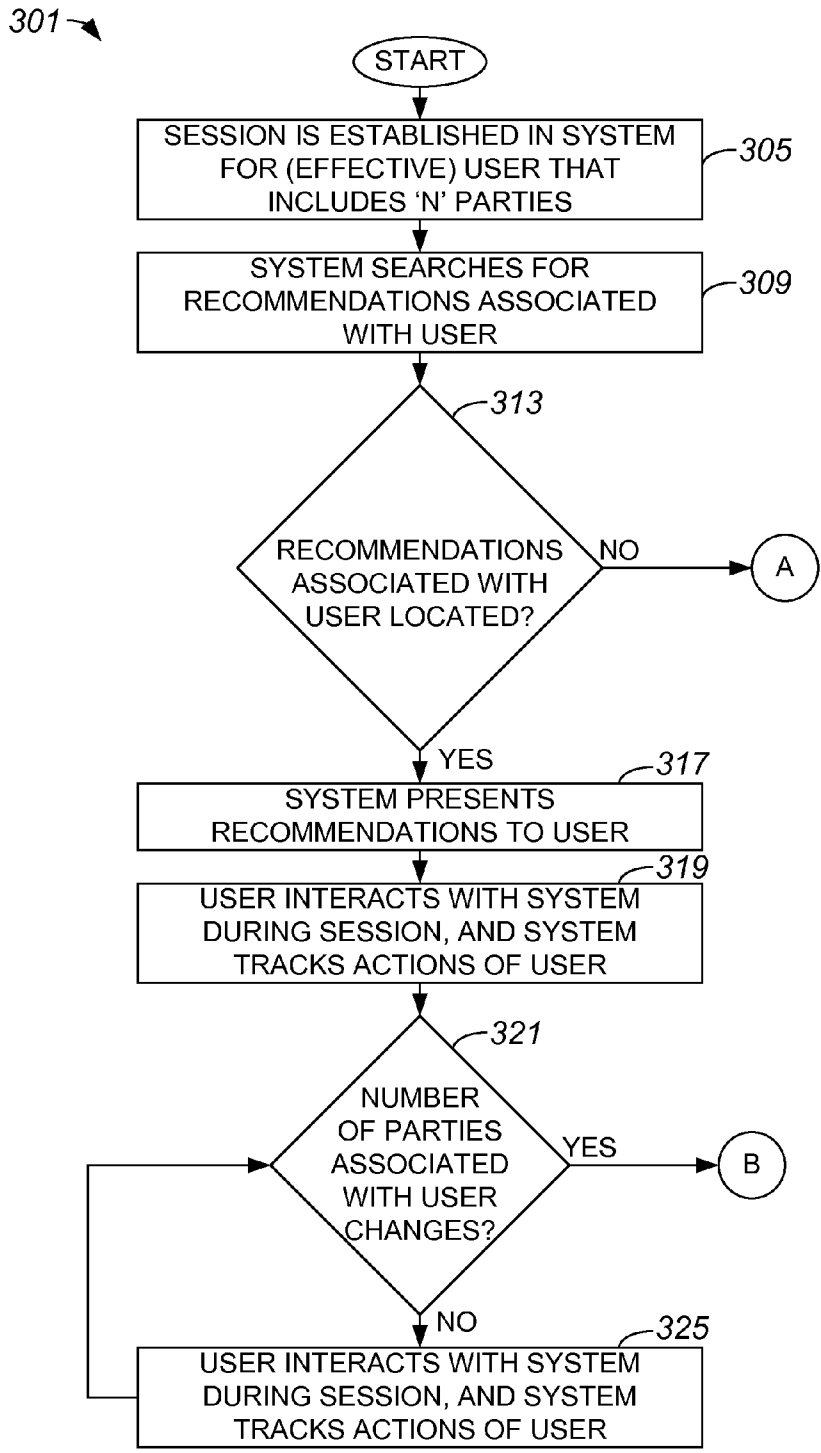 301
START
SESSION IS ESTABLISHED IN SYSTEM
FOR (EFFECTIVE) USER THAT
INCLUDES ‘N’ PARTIES
305
SYSTEM SEARCHES FOR
RECOMMENDATIONS ASSOCIATED
WITH USER
309
313
RECOMMENDATIONS
ASSOCIATED WITH
USER LOCATED?
NO
A
YES
317
SYSTEM PRESENTS
RECOMMENDATIONS TO USER
319
USER INTERACTS WITH SYSTEM
DURING SESSION, AND SYSTEM
TRACKS ACTIONS OF USER
321
NUMBER
OF PARTIES
ASSOCIATED
WITH USER
CHANGES?
YES
B
NO
325
USER INTERACTS WITH SYSTEM
DURING SESSION, AND SYSTEM
TRACKS ACTIONS OF USER